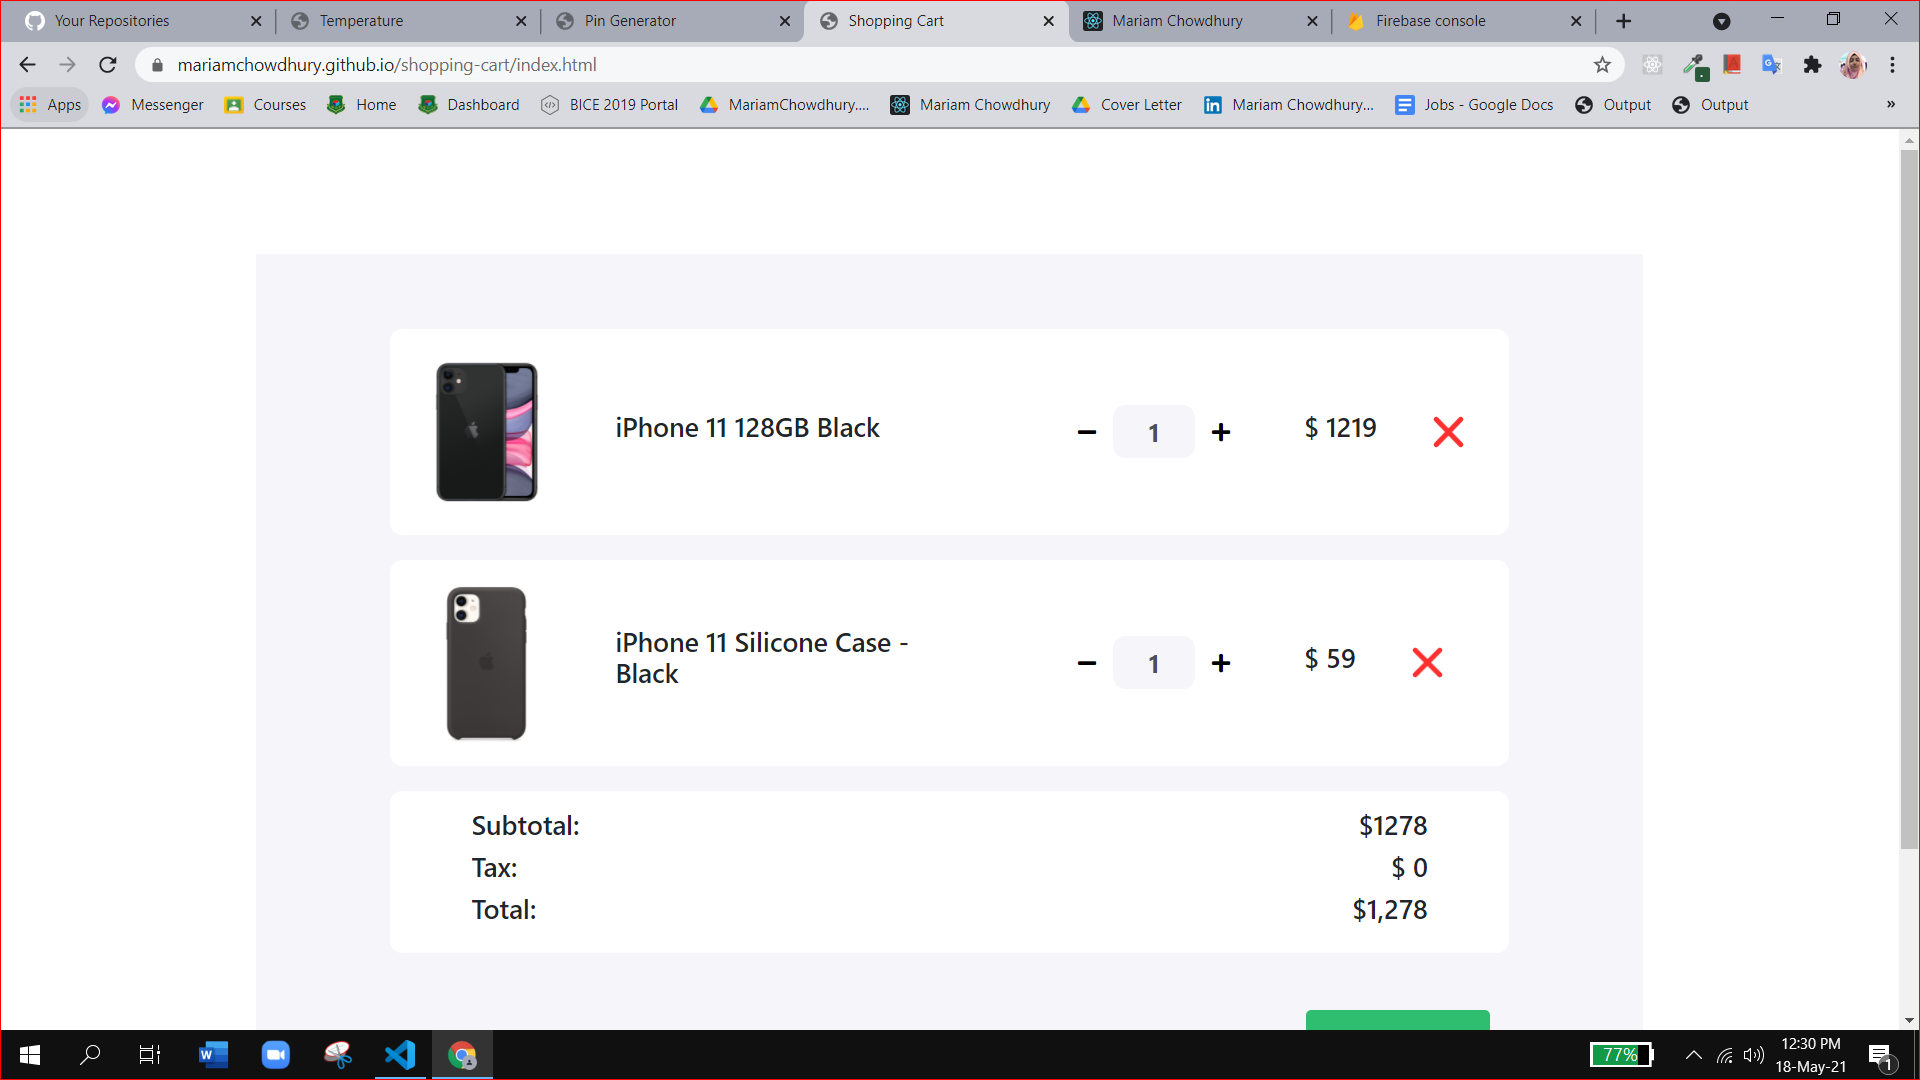 Your Repositories
Temperature
Pin Generator
Shopping Cart
Mariam Chowdhury
Firebase console
mariamchowdhury.github.io/shopping-cart/index.html
Apps
Messenger
Courses
Home
Dashboard
BICE 2019 Portal
MariamChowdhury....
Mariam Chowdhury
Cover Letter
Mariam Chowdhury...
Jobs - Google Docs
Output
Output
»
iPhone 11 128GB Black
1
$ 1219
iPhone 11 Silicone Case -
Black
1
$ 59
Subtotal: $1278
Tax: $ 0
Total: $1,278
77%
12:30 PM
18-May-21
1